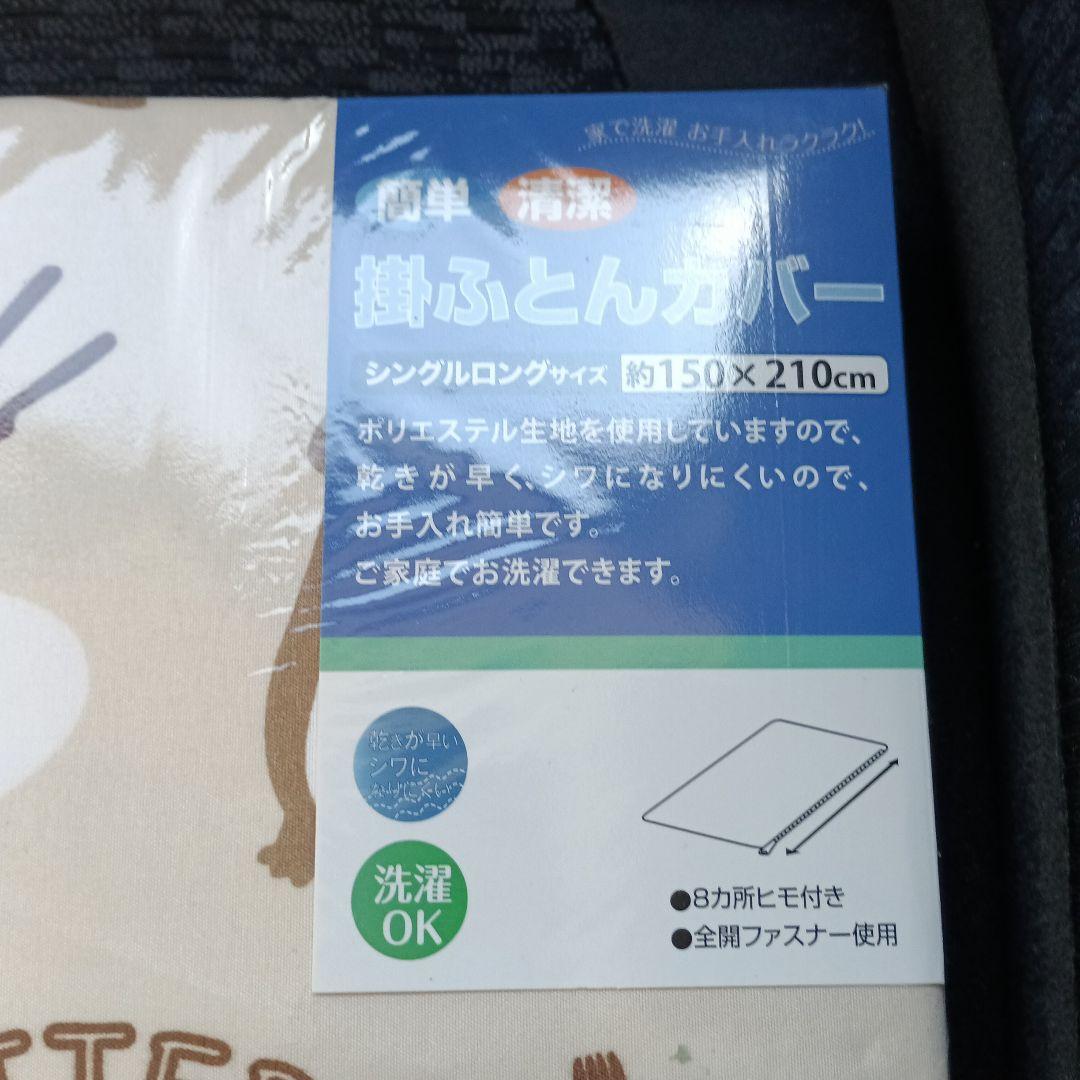 家で洗濯 お手入れラクラク!
簡単 清潔
掛ふとんカバー
シングルロングサイズ 約150×210cm
ポリエステル生地を使用していますので、
乾きが早く、シワになりにくいので、
お手入れ簡単です。
ご家庭でお洗濯できます。
乾きが早い
シワに
なりにくい
洗濯
OK
●8カ所ヒモ付き
●全開ファスナー使用